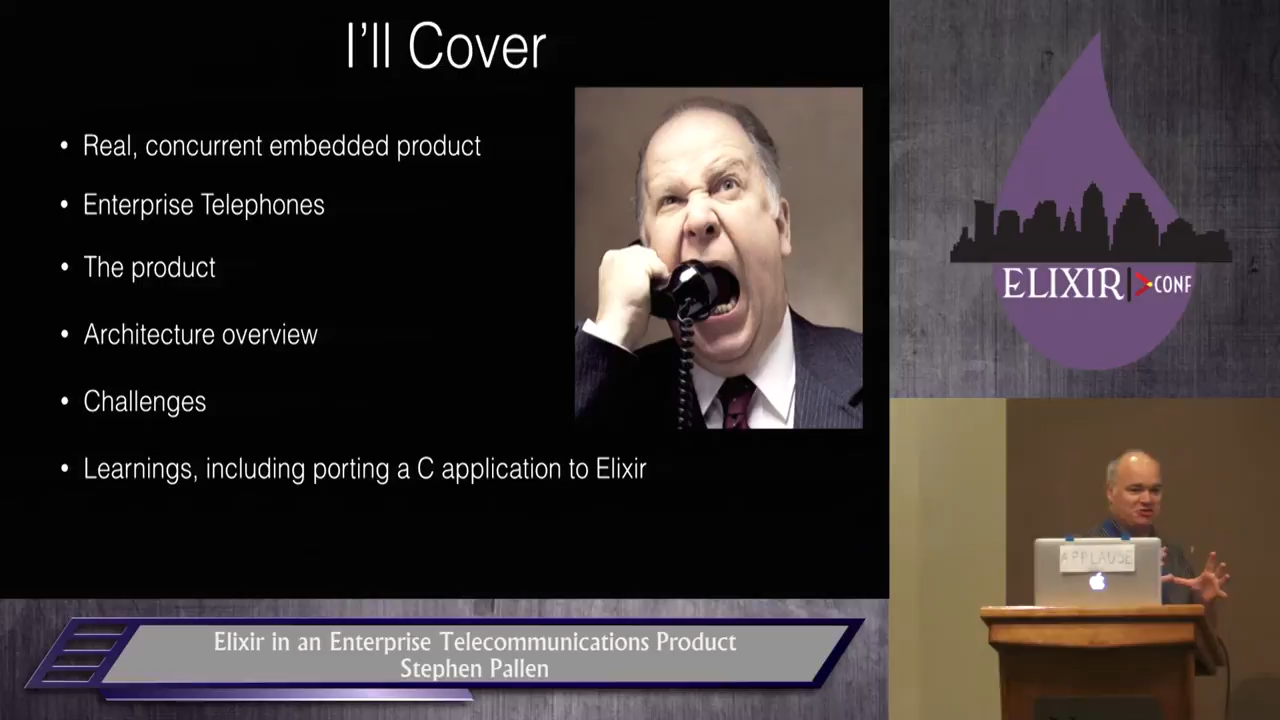 I'll Cover
• Real, concurrent embedded product
• Enterprise Telephones
• The product
• Architecture overview
• Challenges
• Learnings, including porting a C application to Elixir
ELIXIR CONF
APPLAUSE
Elixir in an Enterprise Telecommunications Product
Stephen Pallen